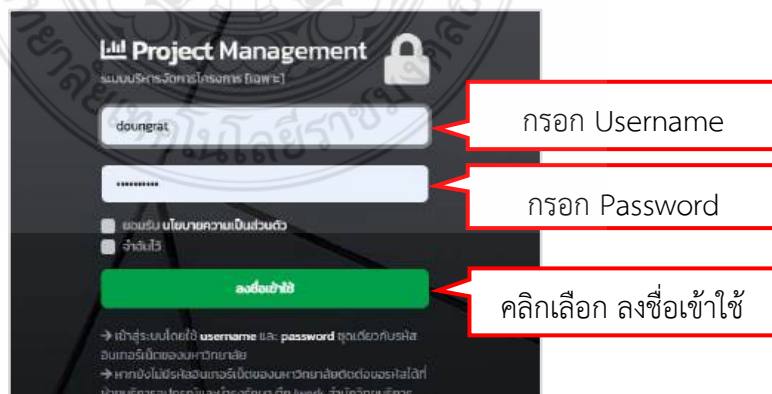 Project Management
ระบบบริหารจัดการโครงการ [เฉพาะ]
doungrat
กรอก Username
••••••••••
กรอก Password
ยอมรับ นโยบายความเป็นส่วนตัว
จำฉันไว้
ลงชื่อเข้าใช้
คลิกเลือก ลงชื่อเข้าใช้
→ เข้าสู่ระบบโดยใช้ username และ password ชุดเดียวกับรหัส
อินเทอร์เน็ตของมหาวิทยาลัย
→ หากยังไม่มีรหัสอินเทอร์เน็ตของมหาวิทยาลัยติดต่อขอรหัสได้ที่